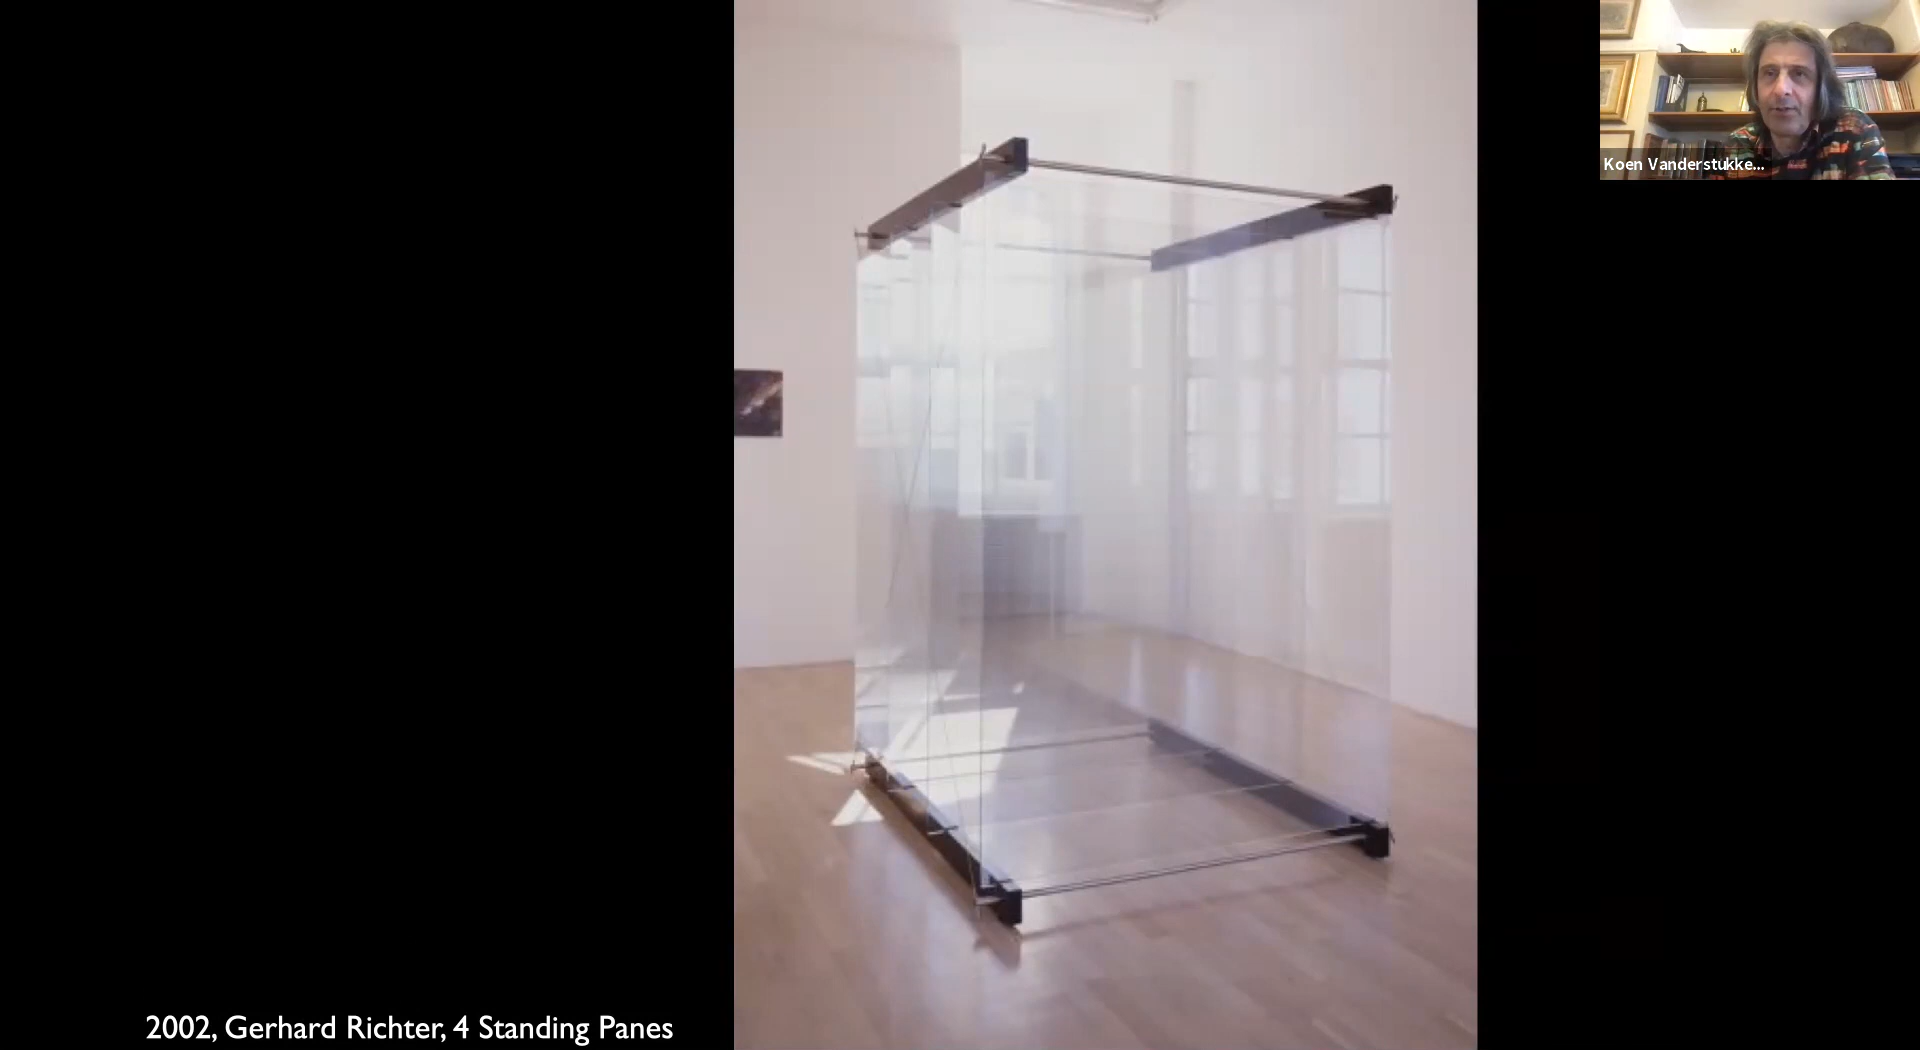 Koen Vanderstukke...
2002, Gerhard Richter, 4 Standing Panes